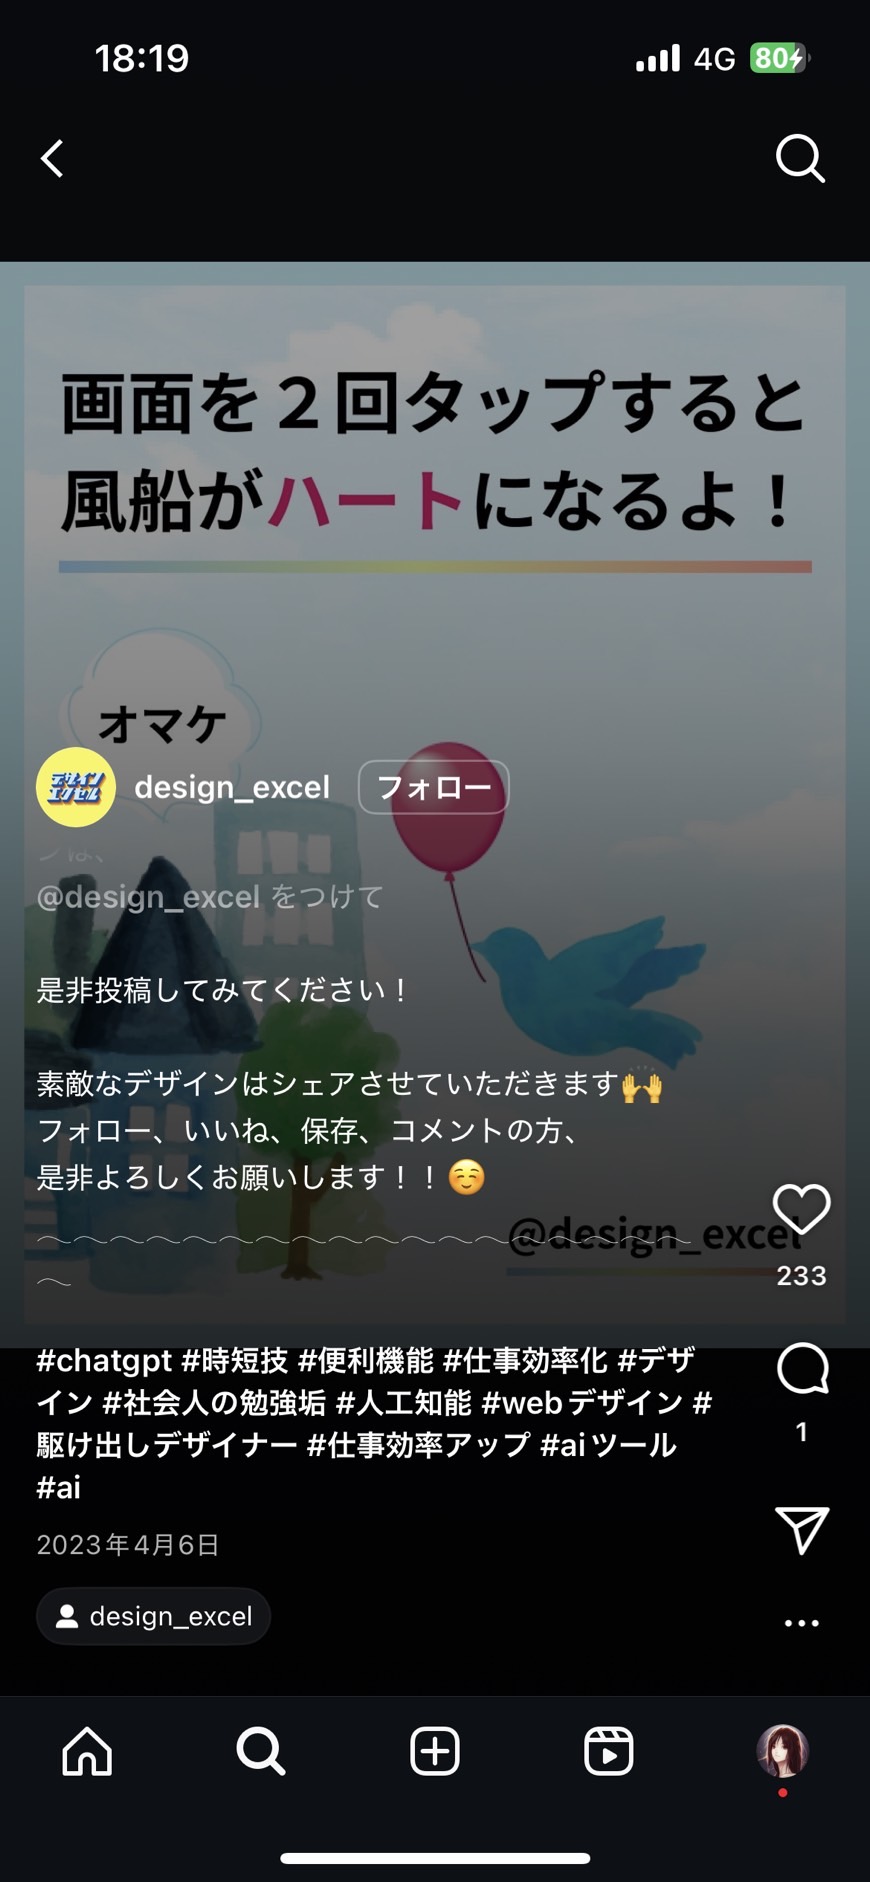 18:19
4G
80
画面を２回タップすると
風船がハートになるよ！
オマケ
デザイン
エクセル
design_excel
フォロー
@design_excel をつけて
是非投稿してみてください！
素敵なデザインはシェアさせていただきます🙌
フォロー、いいね、保存、コメントの方、
是非よろしくお願いします！！☺️
@design_excel
〜〜〜〜〜〜〜〜〜〜〜〜〜〜〜〜〜〜
〜
233
#chatgpt #時短技 #便利機能 #仕事効率化 #デザ
イン #社会人の勉強垢 #人工知能 #webデザイン #
駆け出しデザイナー #仕事効率アップ #aiツール
#ai
1
2023年4月6日
design_excel